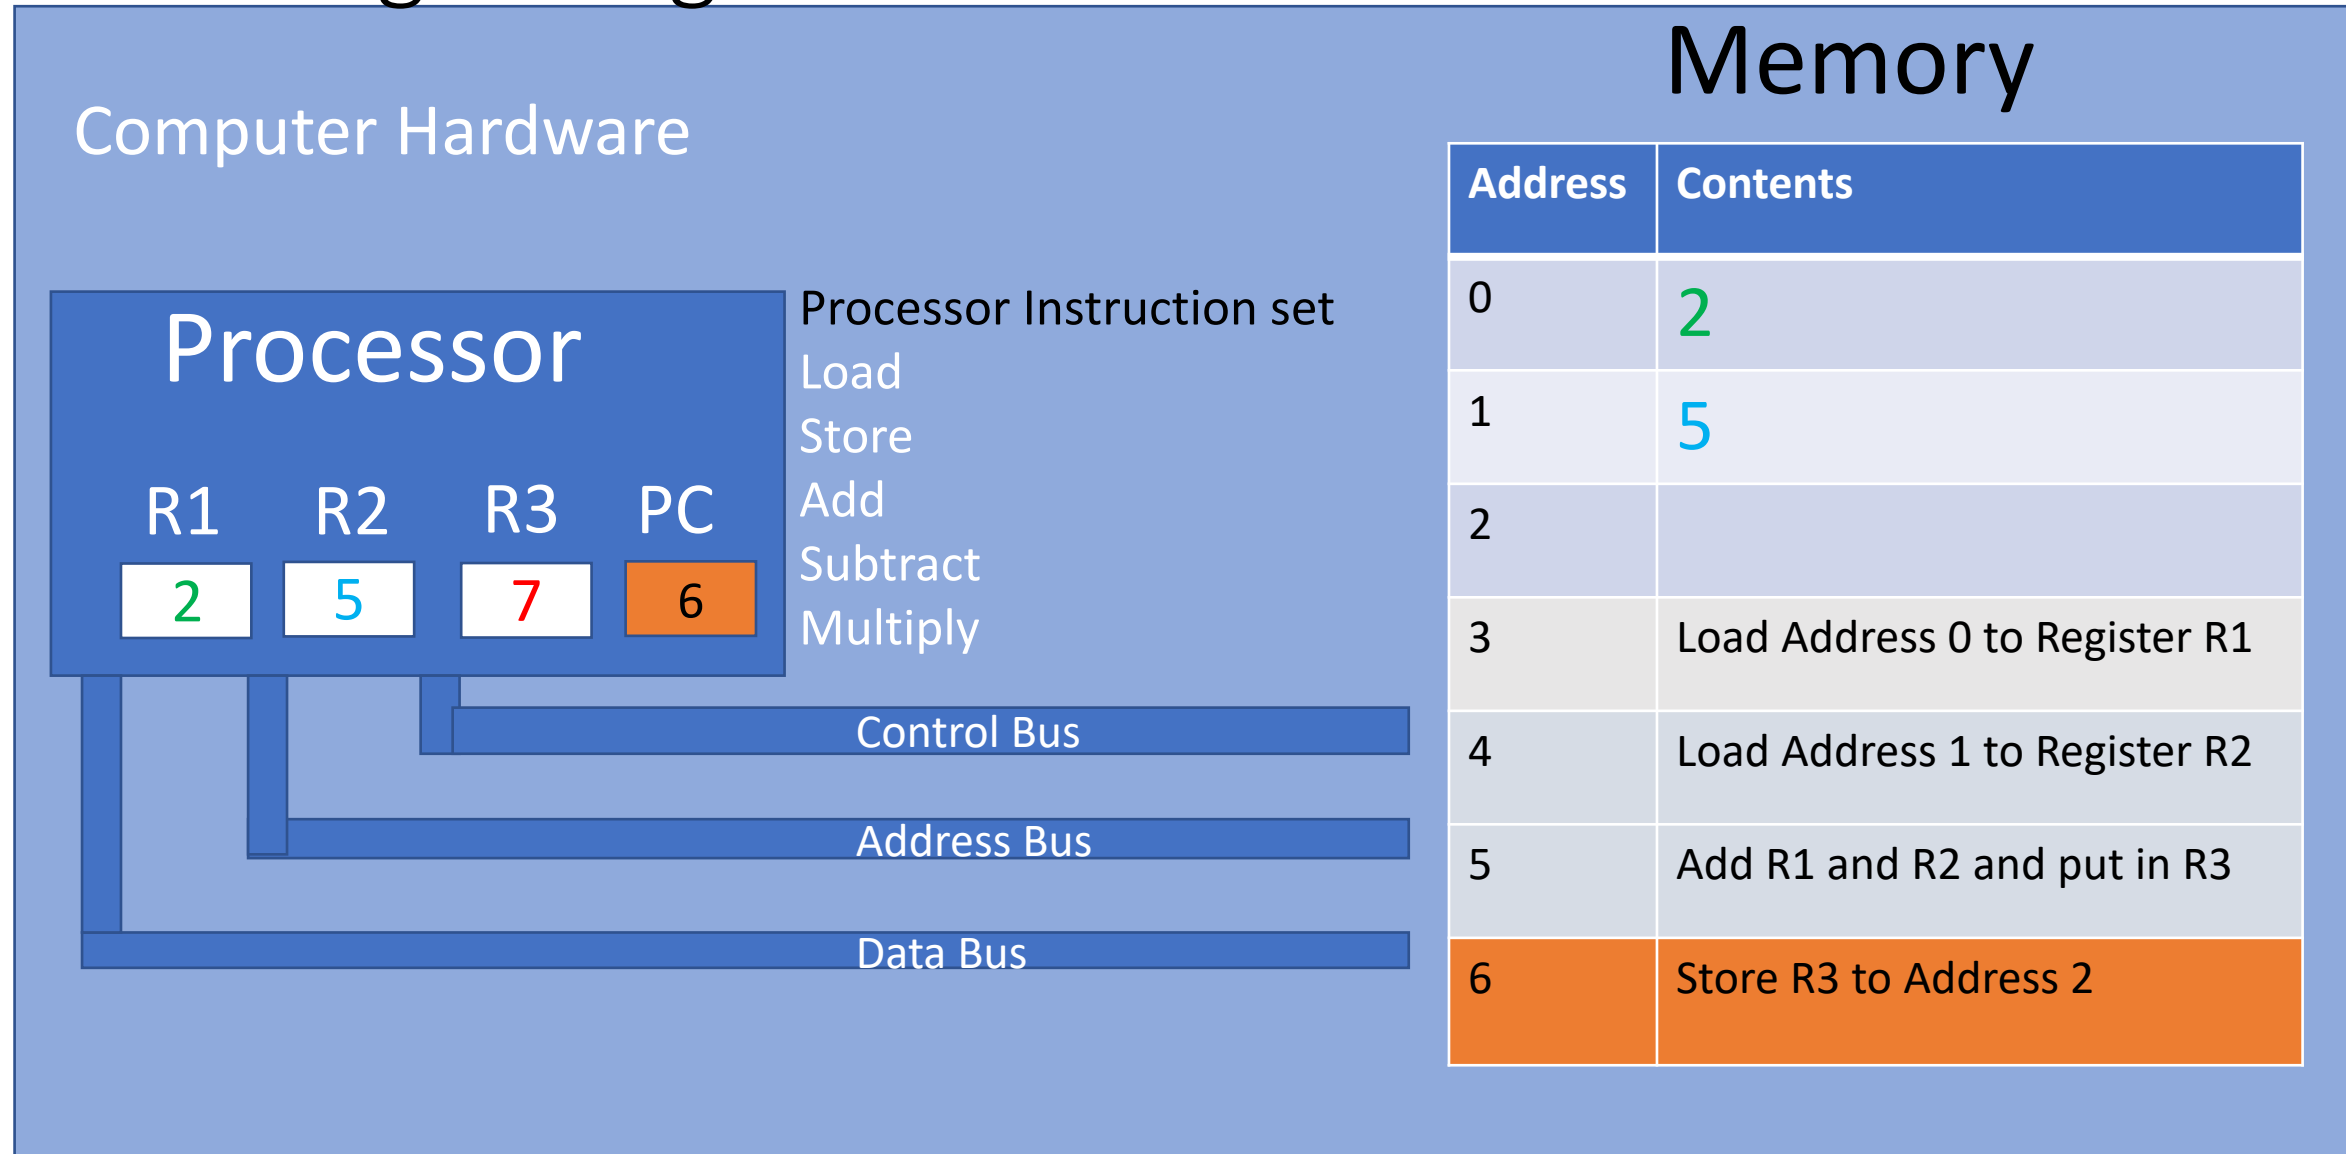 Memory
Computer Hardware
Address Contents
0 2
1 5
2
3 Load Address 0 to Register R1
4 Load Address 1 to Register R2
5 Add R1 and R2 and put in R3
6 Store R3 to Address 2
Processor
R1 R2 R3 PC
2 5 7 6
Processor Instruction set
Load
Store
Add
Subtract
Multiply
Control Bus
Address Bus
Data Bus